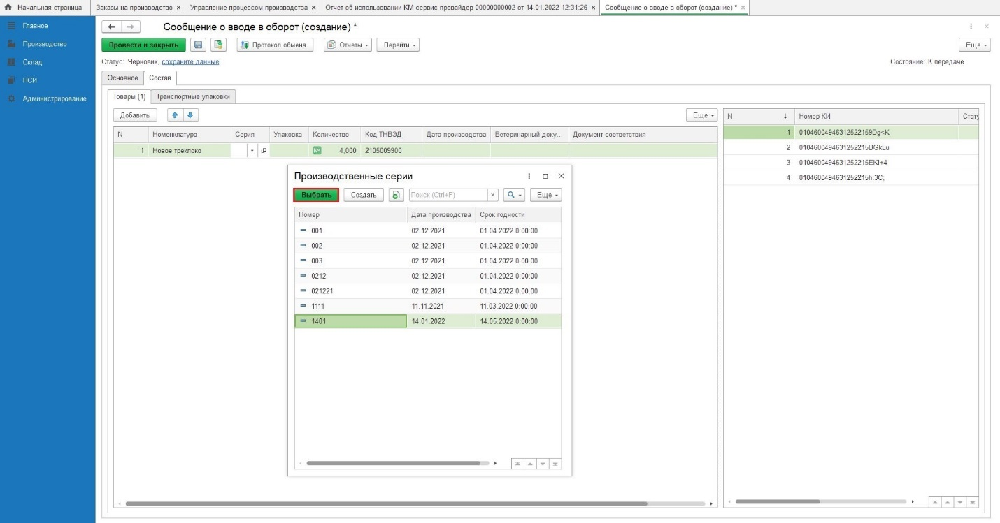 Начальная страница
Заказы на производство ×
Управление процессом производства ×
Отчет об использовании КМ сервис провайдер 00000000002 от 14.01.2022 12:31:26 ×
Сообщение о вводе в оборот (создание) * ×
Главное
Производство
Склад
НСИ
Администрирование
Сообщение о вводе в оборот (создание) *
Провести и закрыть
Протокол обмена
Отчеты
Перейти
Еще
Статус: Черновик, сохраните данные
Состояние: К передаче
Основное
Состав
Товары (1)
Транспортные упаковки
Добавить
Еще
N Номенклатура Серия Упаковка Количество Код ТНВЭД Дата производства Ветеринарный доку... Документ соответствия
1 Новое треклоко № 4,000 2105009900
N Номер КИ Стату
1 01046004946312522159Dg<K
2 0104600494631252215BGkLu
3 0104600494631252215EKI+4
4 0104600494631252215h:3C;
Производственные серии
Выбрать
Создать
Поиск (Ctrl+F)
Еще
Номер Дата производства Срок годности
001 02.12.2021 01.04.2022 0:00:00
002 02.12.2021 01.04.2022 0:00:00
003 02.12.2021 01.04.2022 0:00:00
0212 02.12.2021 01.04.2022 0:00:00
021221 02.12.2021 01.04.2022 0:00:00
1111 11.11.2021 11.03.2022 0:00:00
1401 14.01.2022 14.05.2022 0:00:00